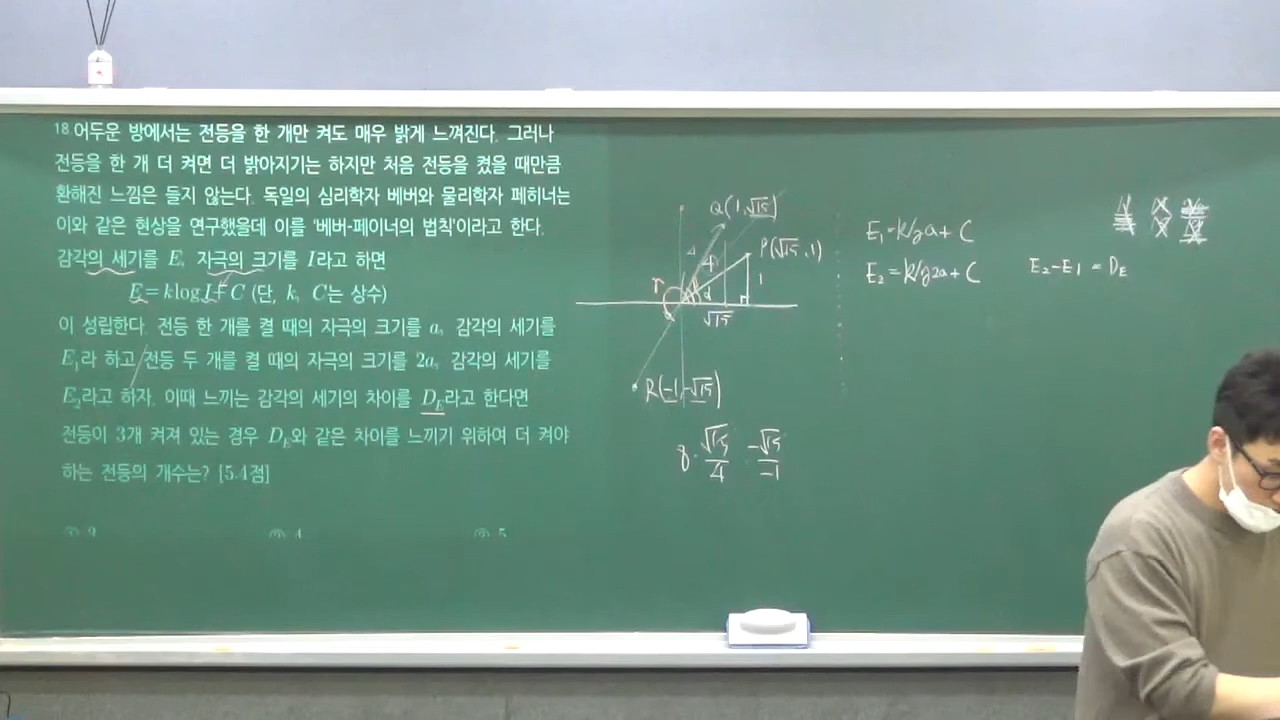 18 어두운 방에서는 전등을 한 개만 켜도 매우 밝게 느껴진다. 그러나
전등을 한 개 더 켜면 더 밝아지기는 하지만 처음 전등을 켰을 때만큼
환해진 느낌은 들지 않는다. 독일의 심리학자 베버와 물리학자 페히너는
이와 같은 현상을 연구했을데 이를 '베버-페이너의 법칙'이라고 한다.
감각의 세기를 E, 자극의 크기를 I라고 하면
E=klogI+C (단, k, C는 상수)
이 성립한다. 전등 한 개를 켤 때의 자극의 크기를 a, 감각의 세기를
E₁라 하고 전등 두 개를 켤 때의 자극의 크기를 2a, 감각의 세기를
E₂라고 하자. 이때 느끼는 감각의 세기의 차이를 D_E라고 한다면
전등이 3개 켜져 있는 경우 D_E와 같은 차이를 느끼기 위하여 더 켜야
하는 전등의 개수는? [5.4점]
① 3 ② 4 ③ 5
Q(1,√15)
P(√15,1)
4
4
1
α
√15
R(-1,-√15)
8·√15/4 · -√15/-1
E₁=klog a+C
E₂=klog 2a+C
E₂-E₁=D_E